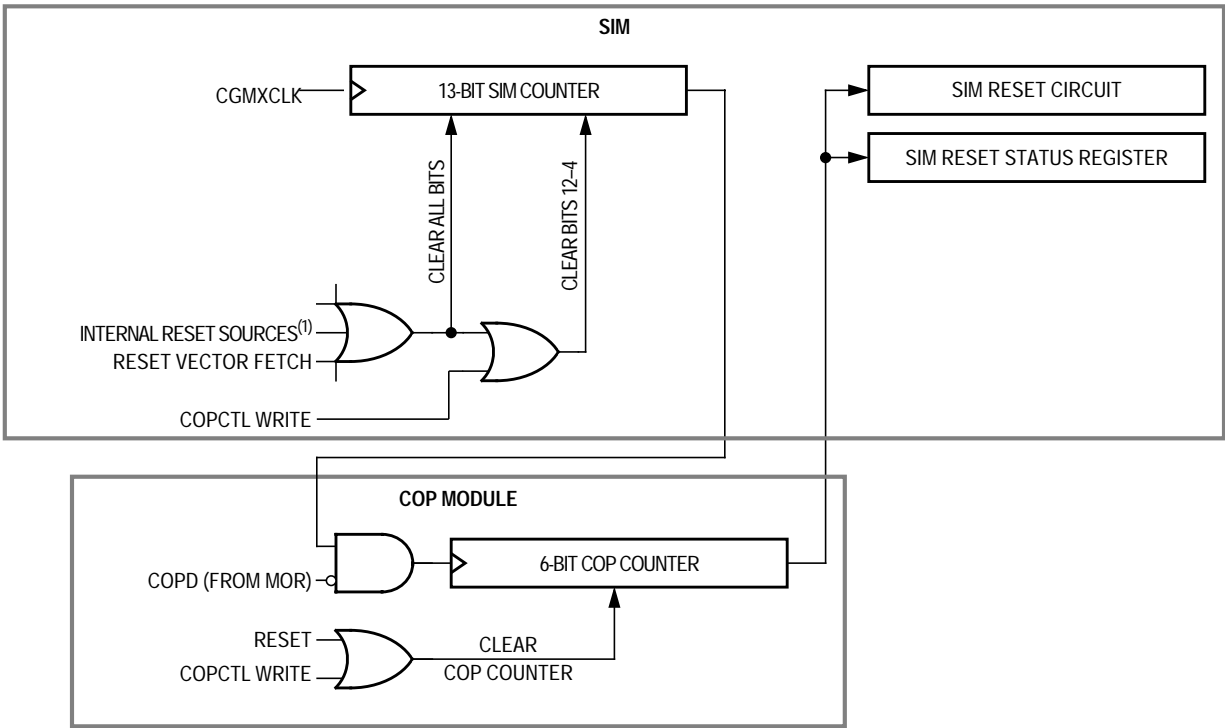 SIM
CGMXCLK
13-BIT SIM COUNTER
SIM RESET CIRCUIT
SIM RESET STATUS REGISTER
CLEAR ALL BITS
CLEAR BITS 12–4
INTERNAL RESET SOURCES(1)
RESET VECTOR FETCH
COPCTL WRITE
COP MODULE
6-BIT COP COUNTER
COPD (FROM MOR)
RESET
COPCTL WRITE
CLEAR
COP COUNTER